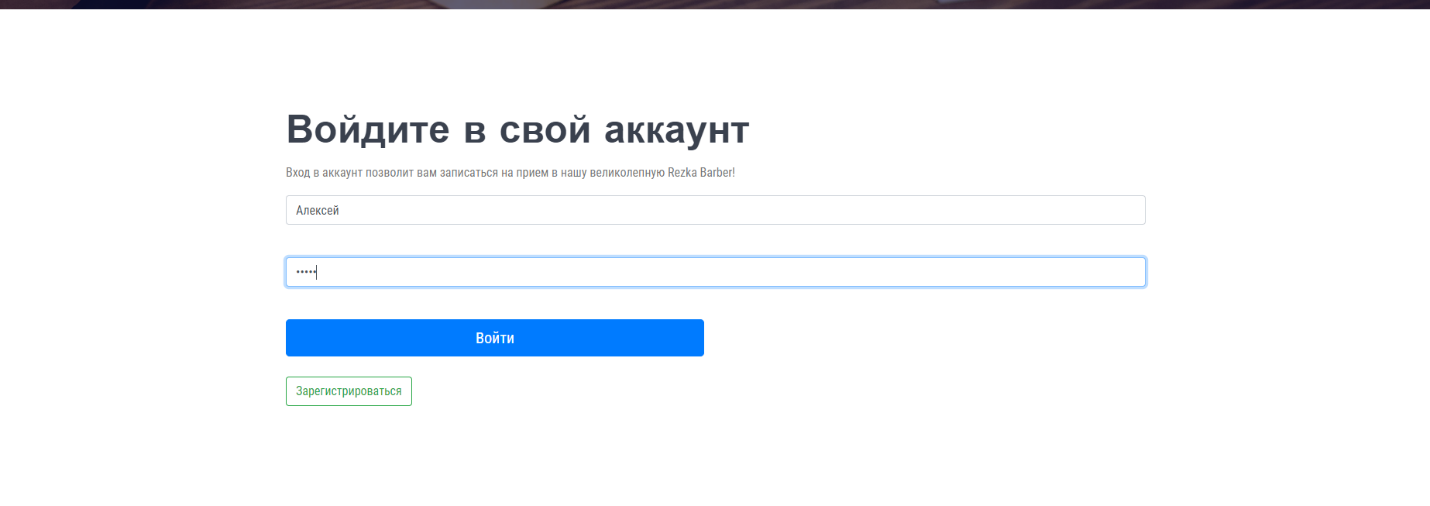 Войдите в свой аккаунт
Вход в аккаунт позволит вам записаться на прием в нашу великолепную Rezka Barber!
Алексей
•••••
Войти
Зарегистрироваться